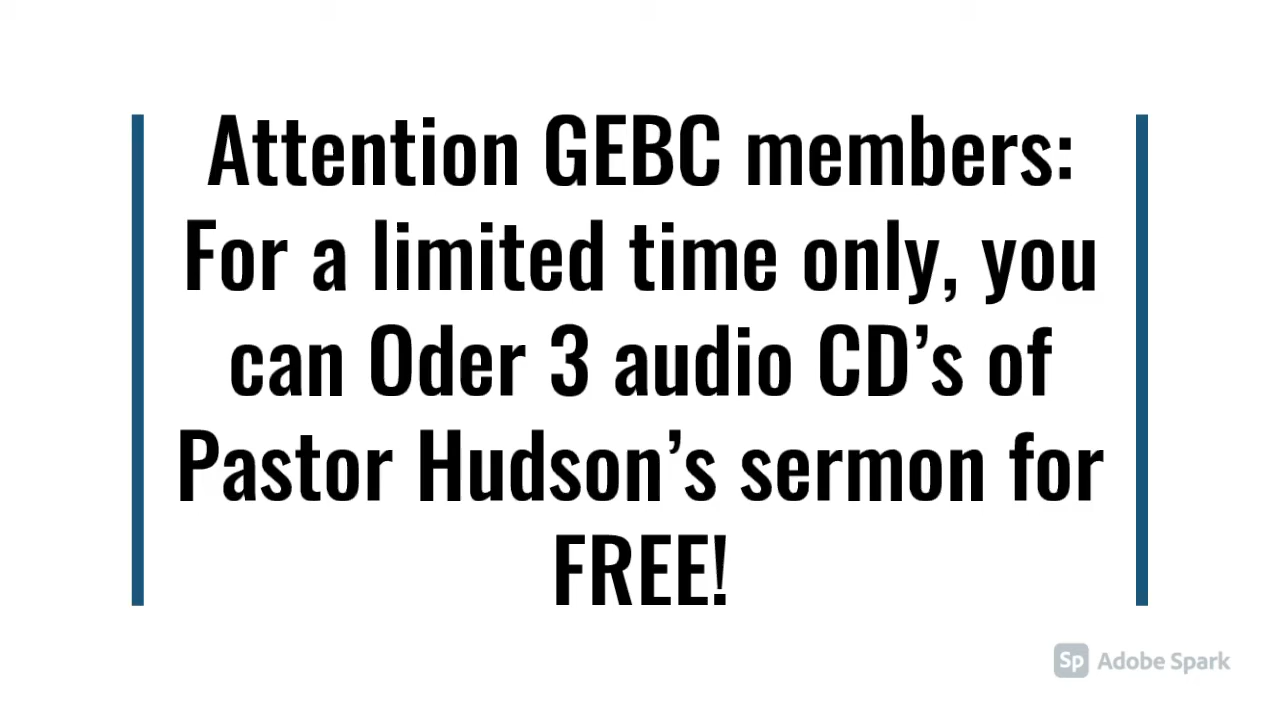 Attention GEBC members:
For a limited time only, you
can Oder 3 audio CD’s of
Pastor Hudson’s sermon for
FREE!
Sp Adobe Spark